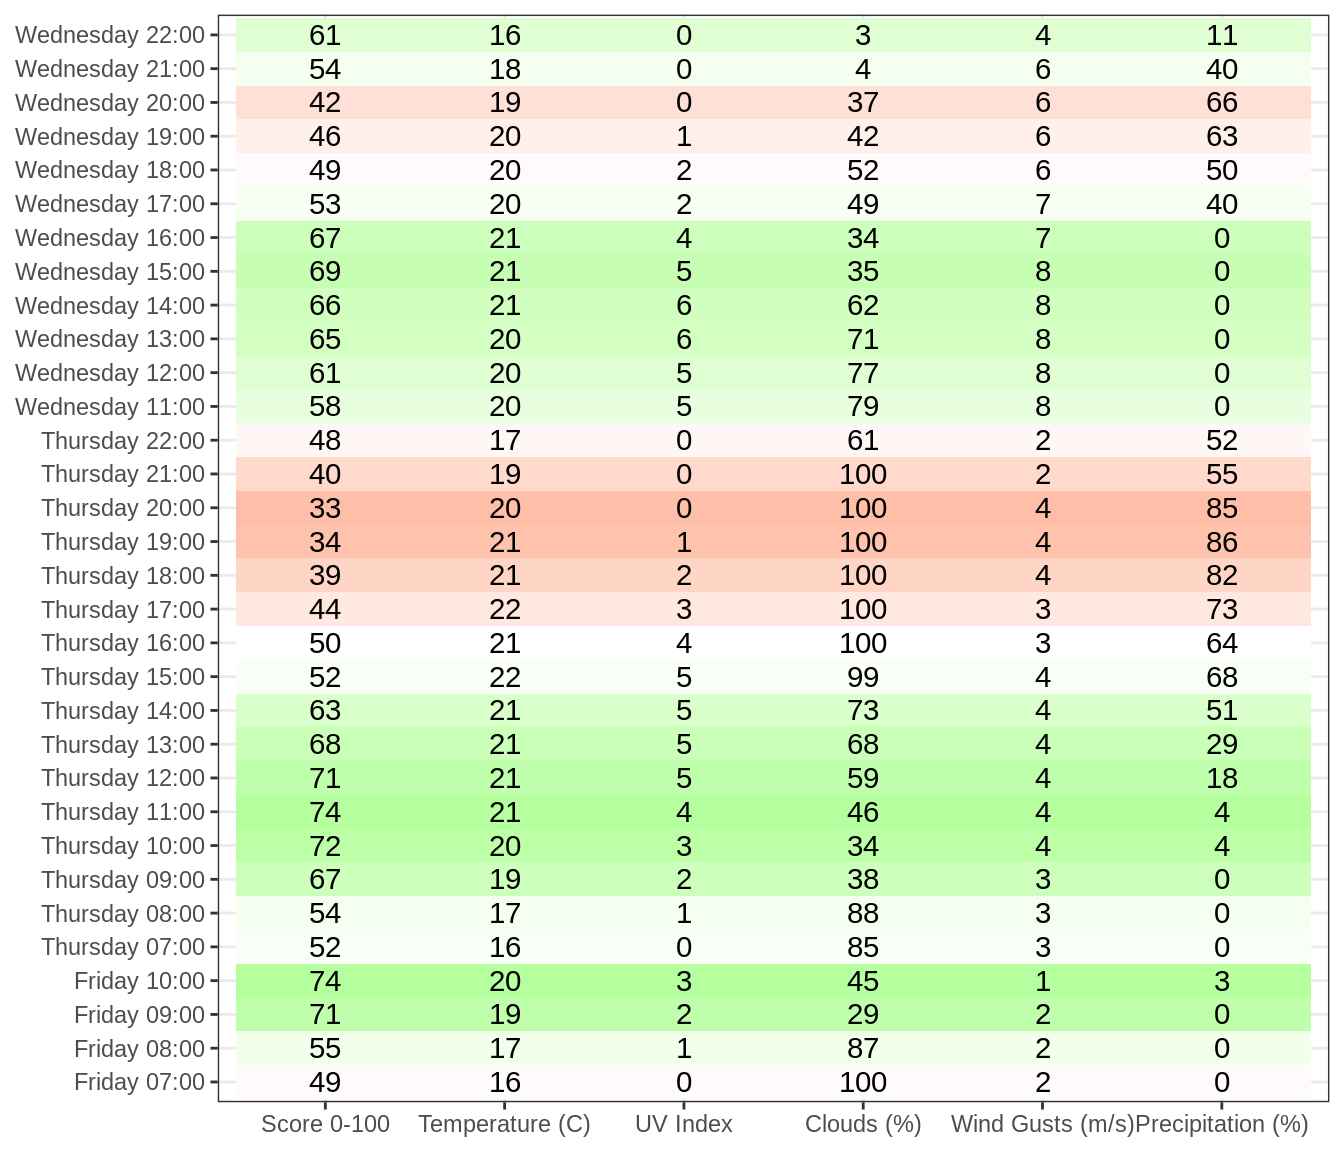 Wednesday 22:00 61 16 0 3 4 11
Wednesday 21:00 54 18 0 4 6 40
Wednesday 20:00 42 19 0 37 6 66
Wednesday 19:00 46 20 1 42 6 63
Wednesday 18:00 49 20 2 52 6 50
Wednesday 17:00 53 20 2 49 7 40
Wednesday 16:00 67 21 4 34 7 0
Wednesday 15:00 69 21 5 35 8 0
Wednesday 14:00 66 21 6 62 8 0
Wednesday 13:00 65 20 6 71 8 0
Wednesday 12:00 61 20 5 77 8 0
Wednesday 11:00 58 20 5 79 8 0
Thursday 22:00 48 17 0 61 2 52
Thursday 21:00 40 19 0 100 2 55
Thursday 20:00 33 20 0 100 4 85
Thursday 19:00 34 21 1 100 4 86
Thursday 18:00 39 21 2 100 4 82
Thursday 17:00 44 22 3 100 3 73
Thursday 16:00 50 21 4 100 3 64
Thursday 15:00 52 22 5 99 4 68
Thursday 14:00 63 21 5 73 4 51
Thursday 13:00 68 21 5 68 4 29
Thursday 12:00 71 21 5 59 4 18
Thursday 11:00 74 21 4 46 4 4
Thursday 10:00 72 20 3 34 4 4
Thursday 09:00 67 19 2 38 3 0
Thursday 08:00 54 17 1 88 3 0
Thursday 07:00 52 16 0 85 3 0
Friday 10:00 74 20 3 45 1 3
Friday 09:00 71 19 2 29 2 0
Friday 08:00 55 17 1 87 2 0
Friday 07:00 49 16 0 100 2 0
Score 0-100 Temperature (C) UV Index Clouds (%) Wind Gusts (m/s) Precipitation (%)